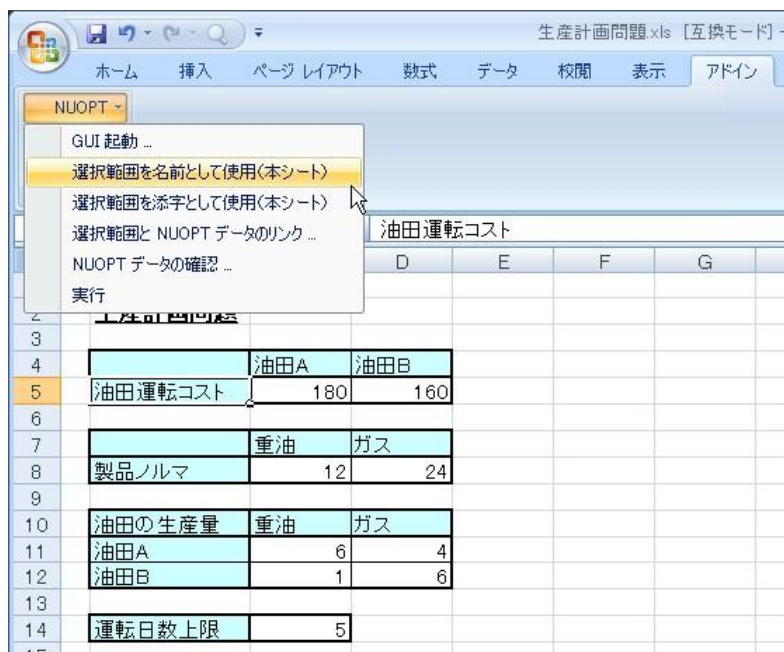 生産計画問題.xls [互換モード] -
ホーム 挿入 ページ レイアウト 数式 データ 校閲 表示 アドイン
NUOPT
GUI 起動 ...
選択範囲を名前として使用(本シート)
選択範囲を添字として使用(本シート)
選択範囲と NUOPT データのリンク ...
NUOPT データの確認 ...
実行
油田運転コスト
D E F G
2 生産計画問題
3
4 油田A 油田B
5 油田運転コスト 180 160
6
7 重油 ガス
8 製品ノルマ 12 24
9
10 油田の生産量 重油 ガス
11 油田A 6 4
12 油田B 1 6
13
14 運転日数上限 5
15